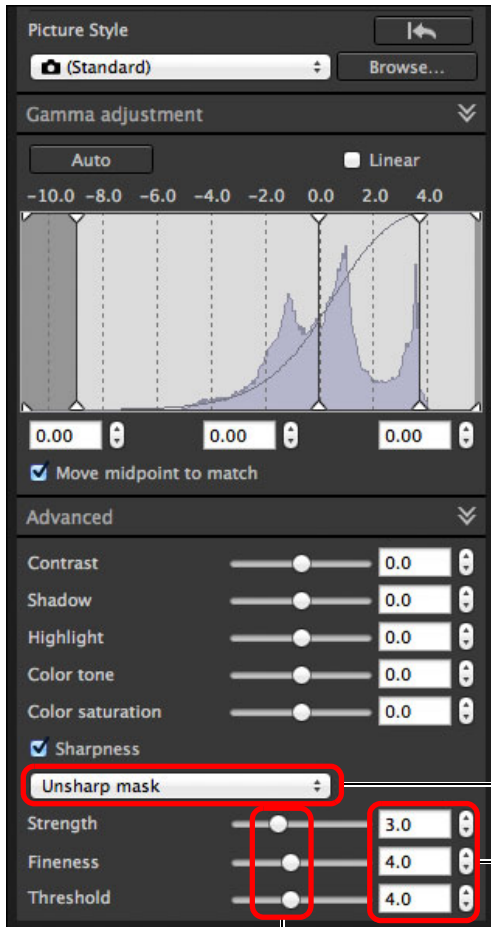 Picture Style
(Standard)
Browse...
Gamma adjustment
Auto
Linear
-10.0 -8.0 -6.0 -4.0 -2.0 0.0 2.0 4.0
0.00 0.00 0.00
Move midpoint to match
Advanced
Contrast 0.0
Shadow 0.0
Highlight 0.0
Color tone 0.0
Color saturation 0.0
Sharpness
Unsharp mask
Strength 3.0
Fineness 4.0
Threshold 4.0